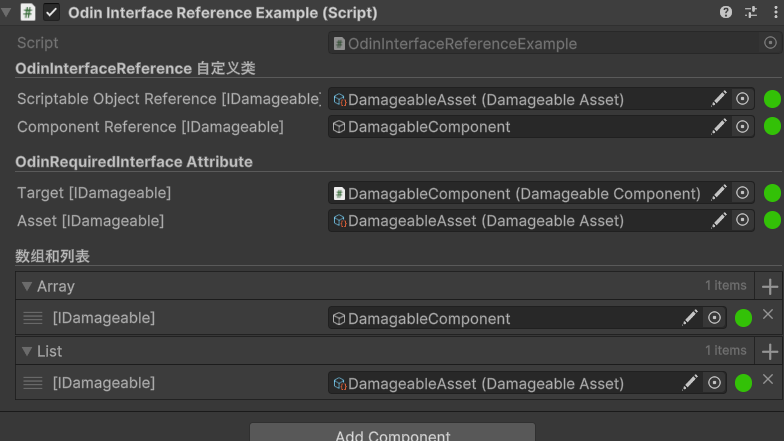 Odin Interface Reference Example (Script)
Script OdinInterfaceReferenceExample
OdinInterfaceReference 自定义类
Scriptable Object Reference [IDamageable] DamageableAsset (Damageable Asset)
Component Reference [IDamageable] DamagableComponent
OdinRequiredInterface Attribute
Target [IDamageable] DamagableComponent (Damageable Component)
Asset [IDamageable] DamageableAsset (Damageable Asset)
数组和列表
Array 1 items
[IDamageable] DamagableComponent
List 1 items
[IDamageable] DamageableAsset (Damageable Asset)
Add Component